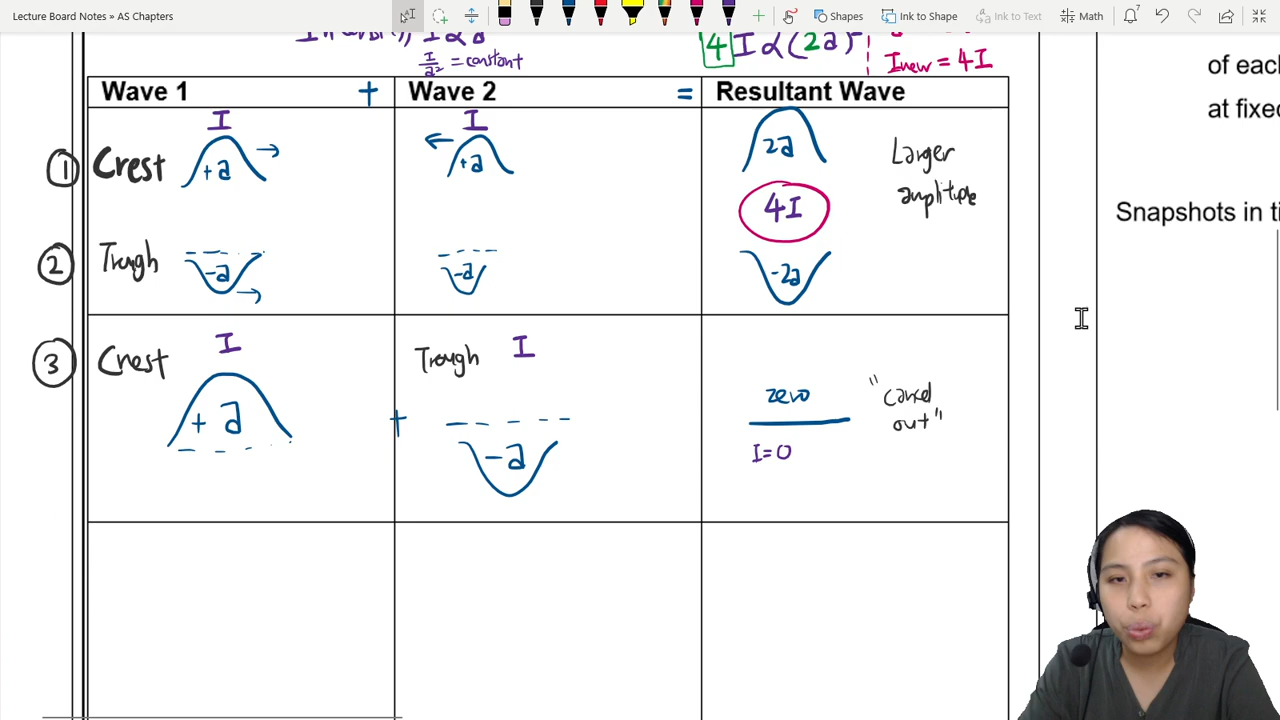 Lecture Board Notes » AS Chapters
Shapes
Ink to Shape
Ink to Text
Math
7
I/a² = constant
4 I ∝ (2a)
Inew = 4I
of each
at fixed
Wave 1 + Wave 2 = Resultant Wave
I I
① Crest +a +a 2a Larger
amplitude
4I
② Trough -a -a -2a
Snapshots in ti
I
③ Crest Trough I
+a + -a zero "cancel
out"
I=0